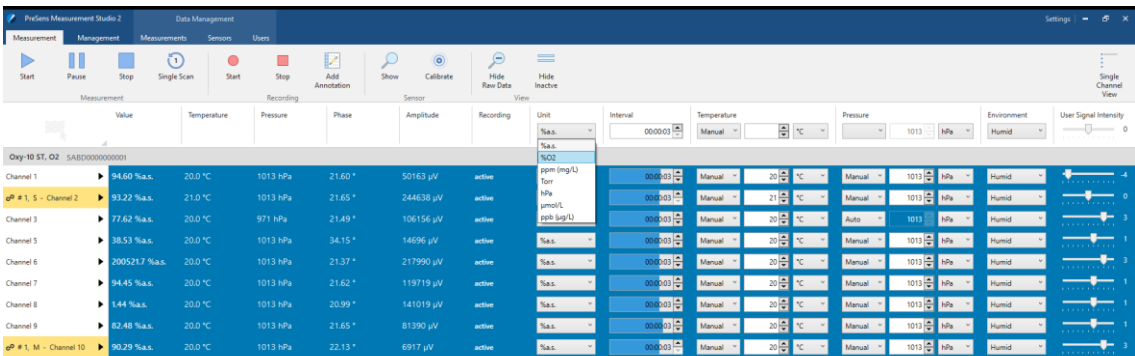 PreSens Measurement Studio 2 Data Management Settings
Measurement Management Measurements Sensors Users
Start Pause Stop Single Scan Start Stop Add Annotation Show Calibrate Hide Raw Data Hide Inactve Single Channel View
Measurement Recording Sensor View
Value Temperature Pressure Phase Amplitude Recording Unit Interval Temperature Pressure Environment User Signal Intensity
%a.s. 00:00:03 Manual °C 1013 hPa Humid 0
%a.s.
%O2
ppm (mg/L)
Torr
hPa
µmol/L
ppb (µg/L)
Oxy-10 ST, O2 SABD0000000001
Channel 1 94.60 %a.s. 20.0 °C 1013 hPa 21.60 ° 50163 µV active 00:00:03 Manual 20 °C Manual 1013 hPa Humid -4
# 1, S - Channel 2 93.22 %a.s. 21.0 °C 1013 hPa 21.65 ° 244638 µV active 00:00:03 Manual 21 °C Manual 1013 hPa Humid 0
Channel 3 77.62 %a.s. 20.0 °C 971 hPa 21.49 ° 106156 µV active 00:00:03 Manual 20 °C Auto 1013 hPa Humid 3
Channel 5 38.53 %a.s. 20.0 °C 1013 hPa 34.15 ° 14696 µV active %a.s. 00:00:03 Manual 20 °C Manual 1013 hPa Humid 1
Channel 6 200521.7 %a.s. 20.0 °C 1013 hPa 21.37 ° 217990 µV active %a.s. 00:00:03 Manual 20 °C Manual 1013 hPa Humid 3
Channel 7 94.45 %a.s. 20.0 °C 1013 hPa 21.62 ° 119719 µV active %a.s. 00:00:03 Manual 20 °C Manual 1013 hPa Humid 1
Channel 8 1.44 %a.s. 20.0 °C 1013 hPa 20.99 ° 141019 µV active %a.s. 00:00:03 Manual 20 °C Manual 1013 hPa Humid 1
Channel 9 82.48 %a.s. 20.0 °C 1013 hPa 21.65 ° 81390 µV active %a.s. 00:00:03 Manual 20 °C Manual 1013 hPa Humid 1
# 1, M - Channel 10 90.29 %a.s. 20.0 °C 1013 hPa 22.13 ° 6917 µV active %a.s. 00:00:03 Manual 20 °C Manual 1013 hPa Humid 3